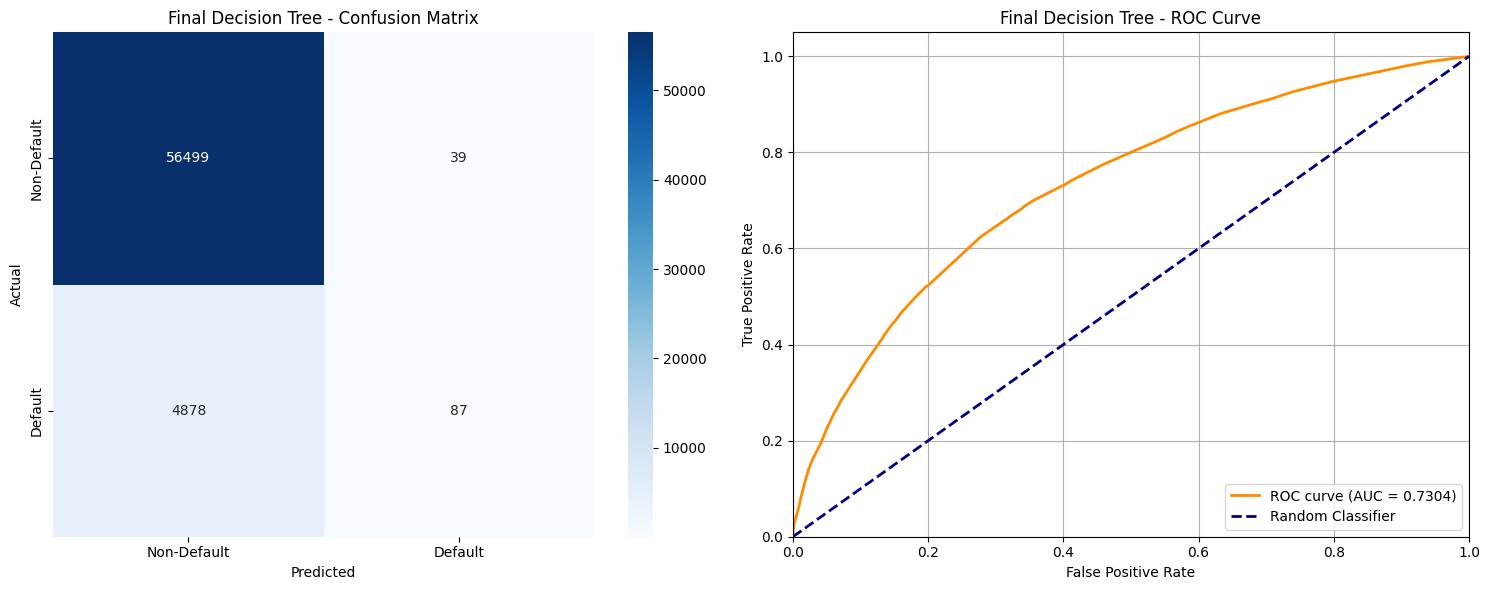 Final Decision Tree - Confusion Matrix
Actual
Non-Default
Default
56499
39
4878
87
Non-Default
Default
Predicted
50000
40000
30000
20000
10000
Final Decision Tree - ROC Curve
True Positive Rate
1.0
0.8
0.6
0.4
0.2
0.0
0.0
0.2
0.4
0.6
0.8
1.0
False Positive Rate
ROC curve (AUC = 0.7304)
Random Classifier